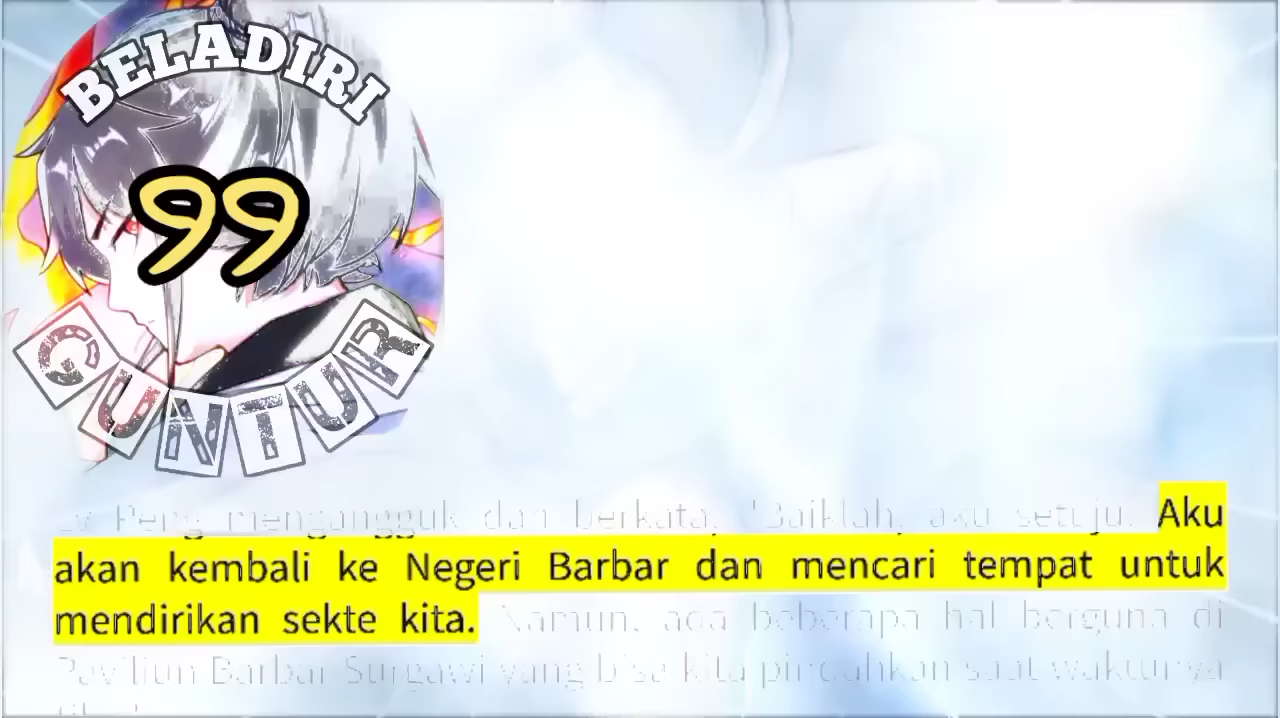 BELADIRI
99
GUNTUR
Peng mengangguk dan berkata, "Baiklah, aku setuju. Aku
akan kembali ke Negeri Barbar dan mencari tempat untuk
mendirikan sekte kita. Namun, ada beberapa hal berguna di
Paviliun Barbar Surgawi yang bisa kita pindahkan saat waktunya